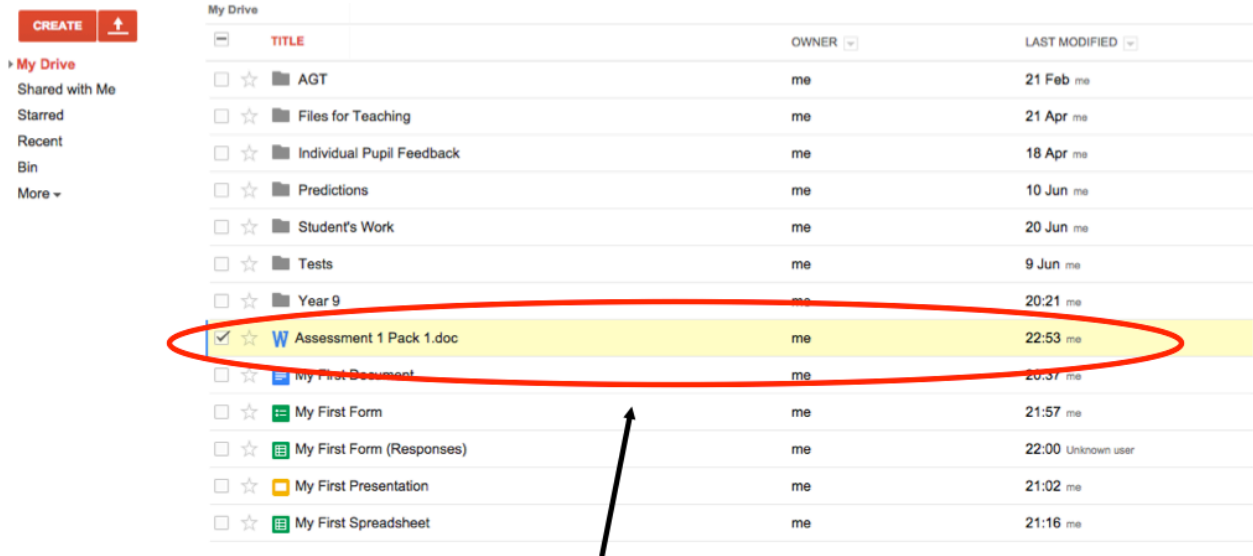 My Drive
CREATE
TITLE OWNER LAST MODIFIED
My Drive
Shared with Me
Starred
Recent
Bin
More
AGT me 21 Feb me
Files for Teaching me 21 Apr me
Individual Pupil Feedback me 18 Apr me
Predictions me 10 Jun me
Student's Work me 20 Jun me
Tests me 9 Jun me
Year 9 me 20:21 me
W Assessment 1 Pack 1.doc me 22:53 me
My First Document me 20:37 me
My First Form me 21:57 me
My First Form (Responses) me 22:00 Unknown user
My First Presentation me 21:02 me
My First Spreadsheet me 21:16 me